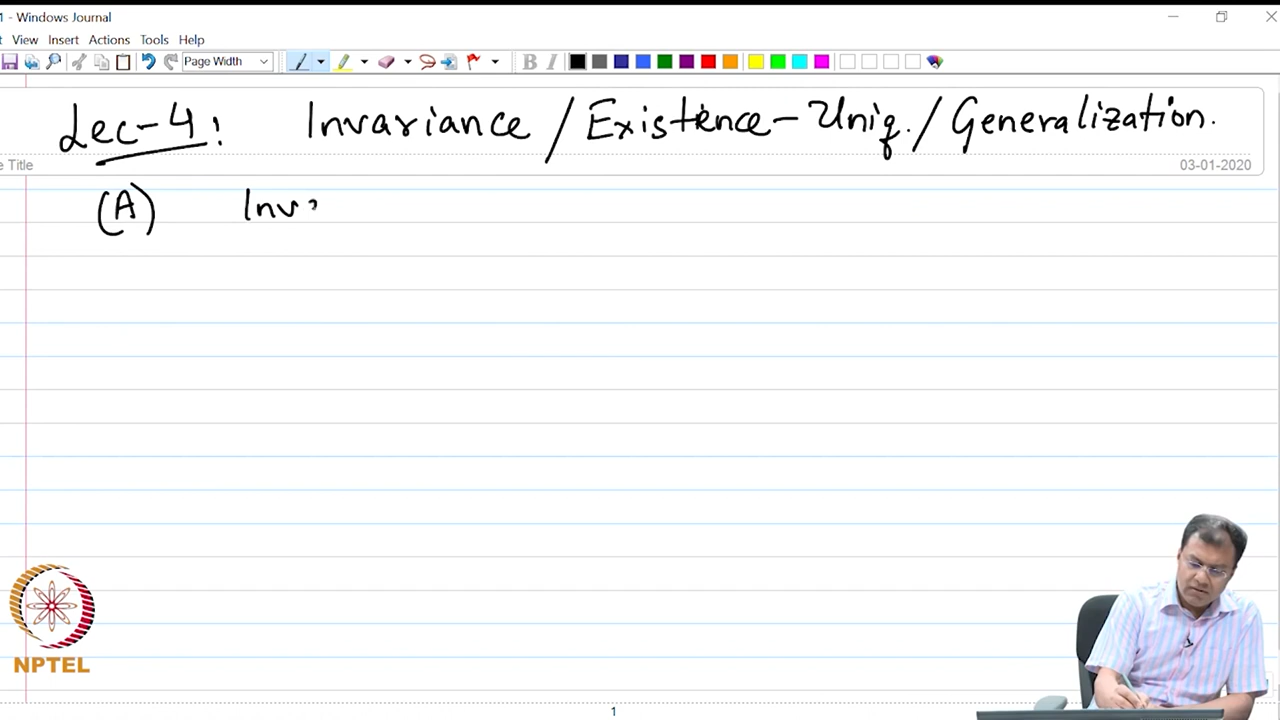 1 - Windows Journal
t View Insert Actions Tools Help
Page Width
B I
Lec-4: Invariance / Existence-Uniq. / Generalization.
e Title
03-01-2020
(A) Inv
NPTEL
1